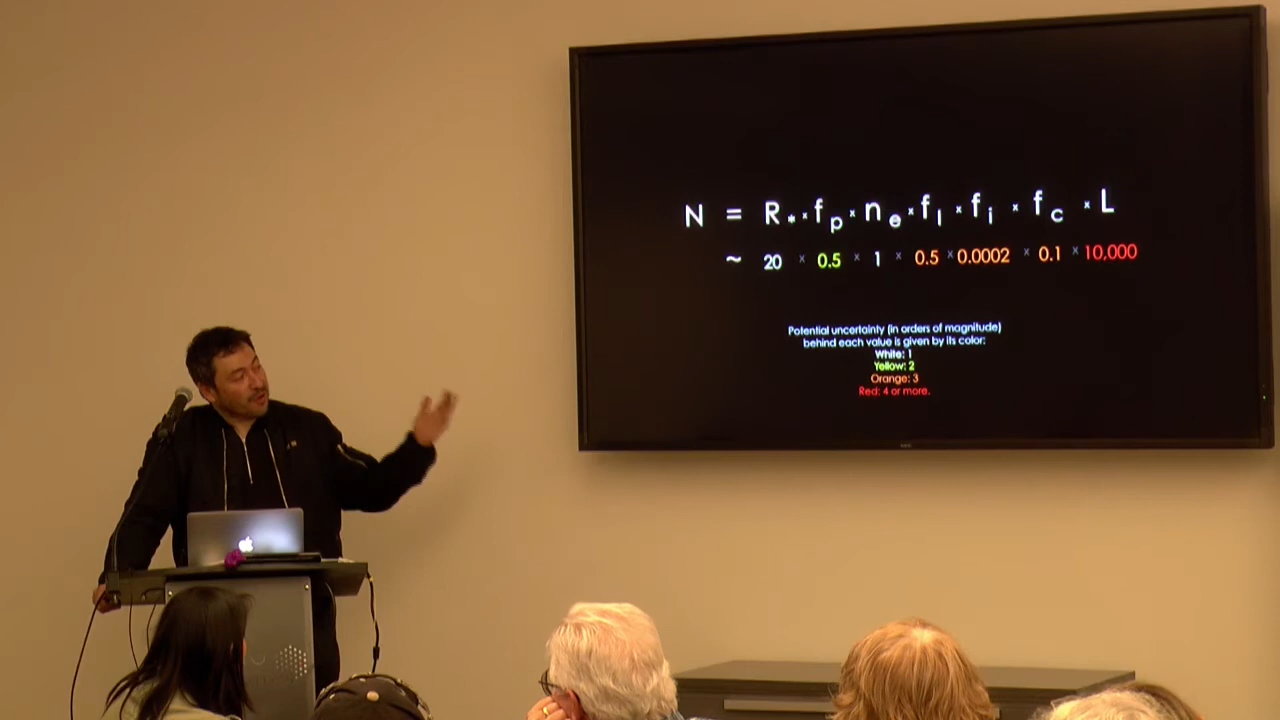 N = R* x fp x ne x fl x fi x fc x L
~ 20 x 0.5 x 1 x 0.5 x 0.0002 x 0.1 x 10,000
Potential uncertainty (in orders of magnitude)
behind each value is given by its color:
White: 1
Yellow: 2
Orange: 3
Red: 4 or more.